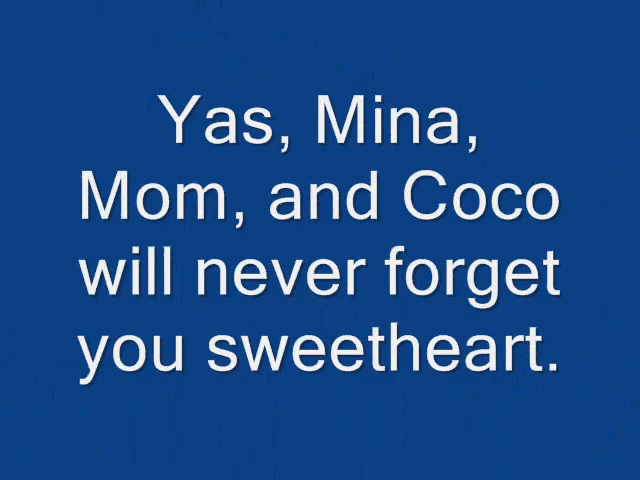 Yas, Mina,
Mom, and Coco
will never forget
you sweetheart.